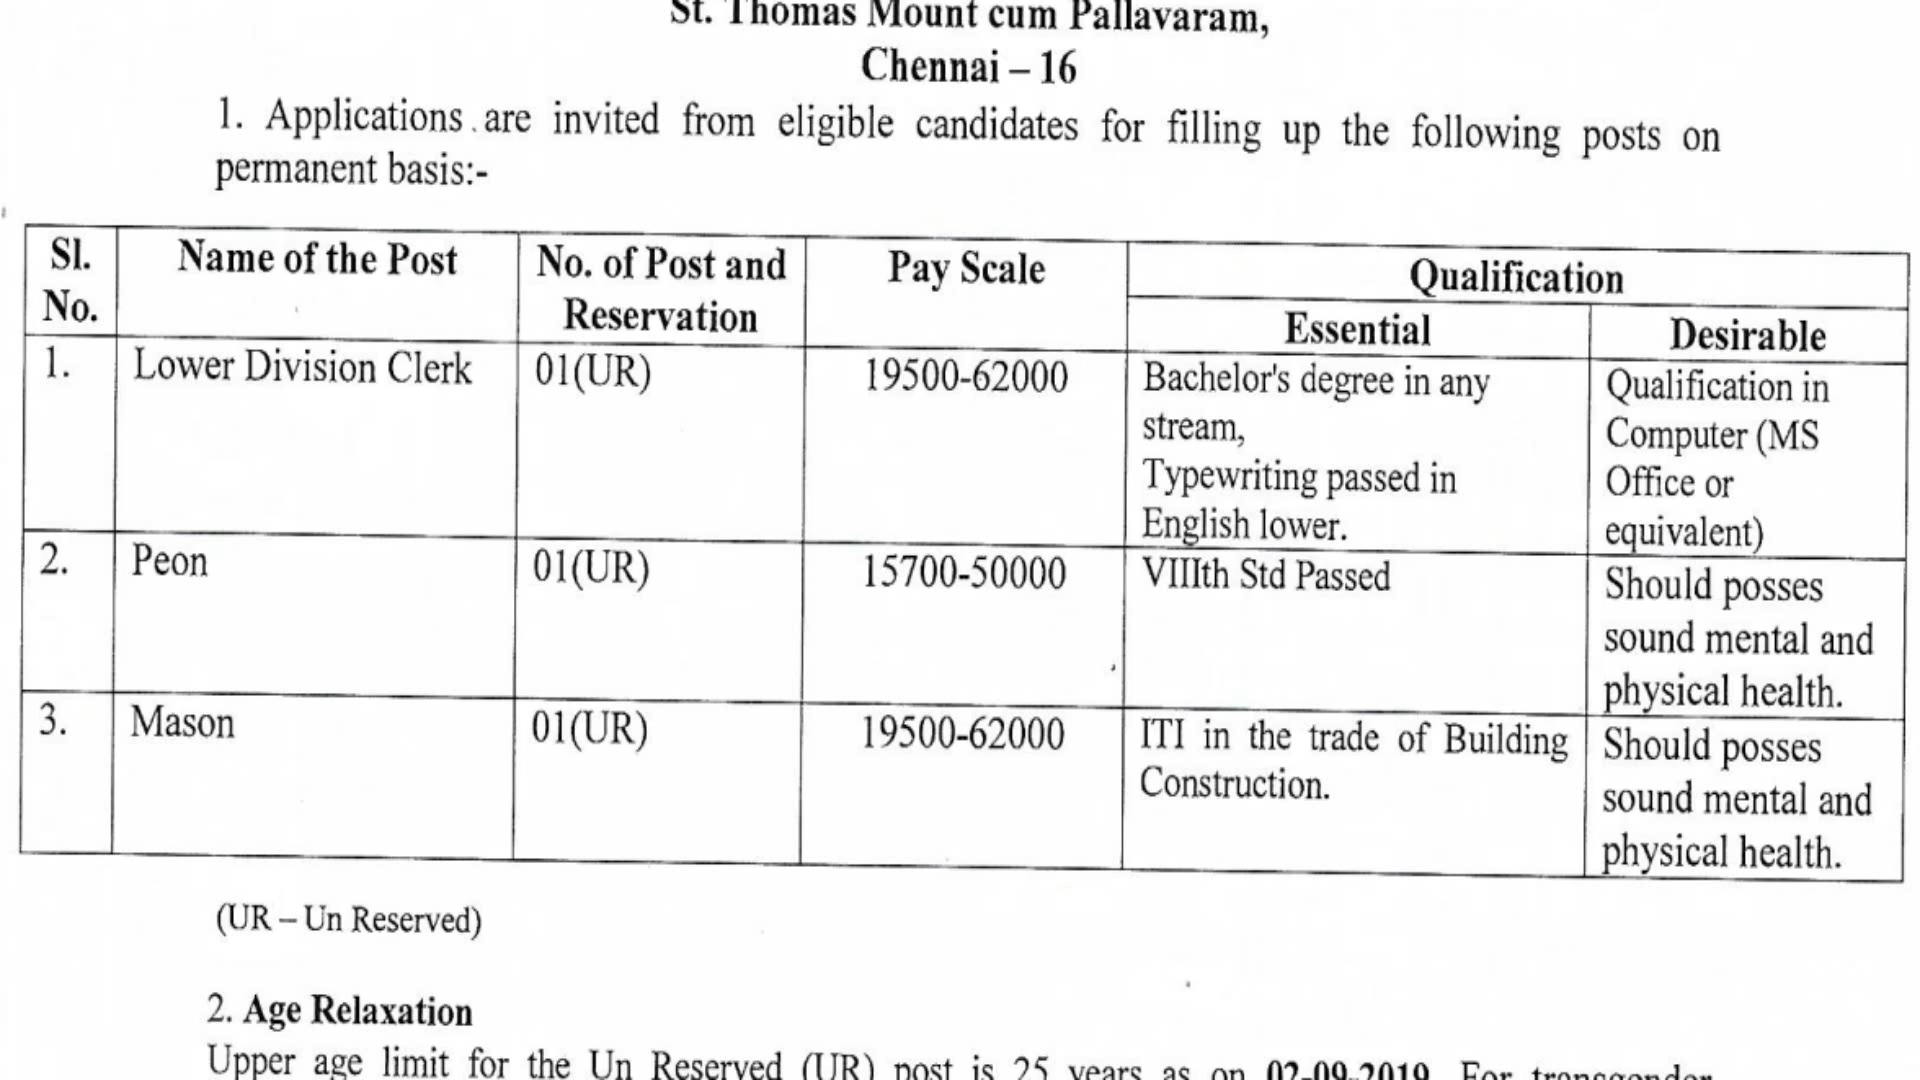 St. Thomas Mount cum Pallavaram,
Chennai – 16
1. Applications are invited from eligible candidates for filling up the following posts on
permanent basis:-
Sl. No. Name of the Post No. of Post and Reservation Pay Scale Qualification
Essential Desirable
1. Lower Division Clerk 01(UR) 19500-62000 Bachelor's degree in any Qualification in
stream, Computer (MS
Typewriting passed in Office or
English lower. equivalent)
2. Peon 01(UR) 15700-50000 VIIIth Std Passed Should posses
sound mental and
physical health.
3. Mason 01(UR) 19500-62000 ITI in the trade of Building Should posses
Construction. sound mental and
physical health.
(UR – Un Reserved)
2. Age Relaxation
Upper age limit for the Un Reserved (UR) post is 25 years as on 02-09-2019. For transgender